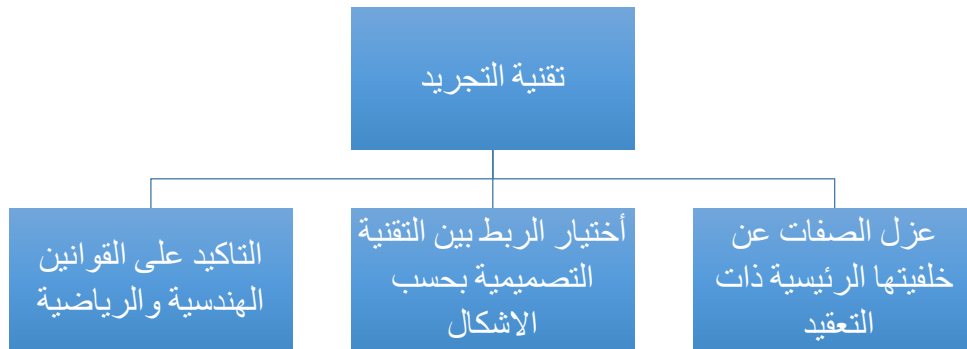 تقنية التجريد
عزل الصفات عن
خلفيتها الرئيسية ذات
التعقيد
أختيار الربط بين التقنية
التصميمية بحسب
الاشكال
التاكيد على القوانين
الهندسية والرياضية